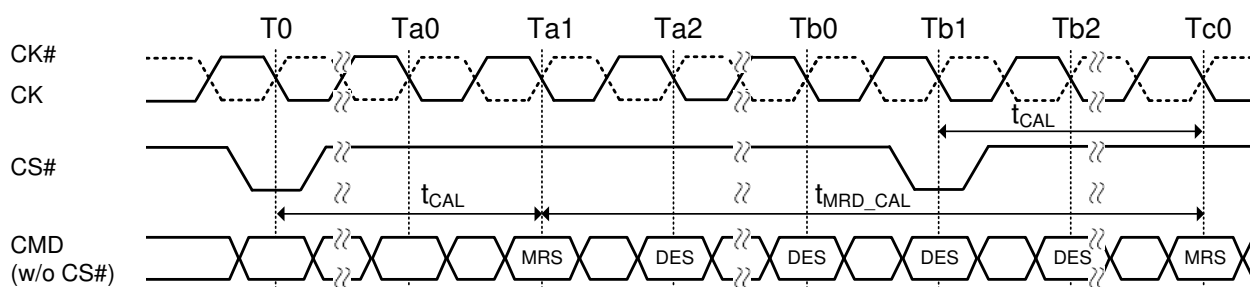 T0 Ta0 Ta1 Ta2 Tb0 Tb1 Tb2 Tc0
CK#
CK
tCAL
CS#
tCAL tMRD_CAL
CMD MRS DES DES DES DES MRS
(w/o CS#)